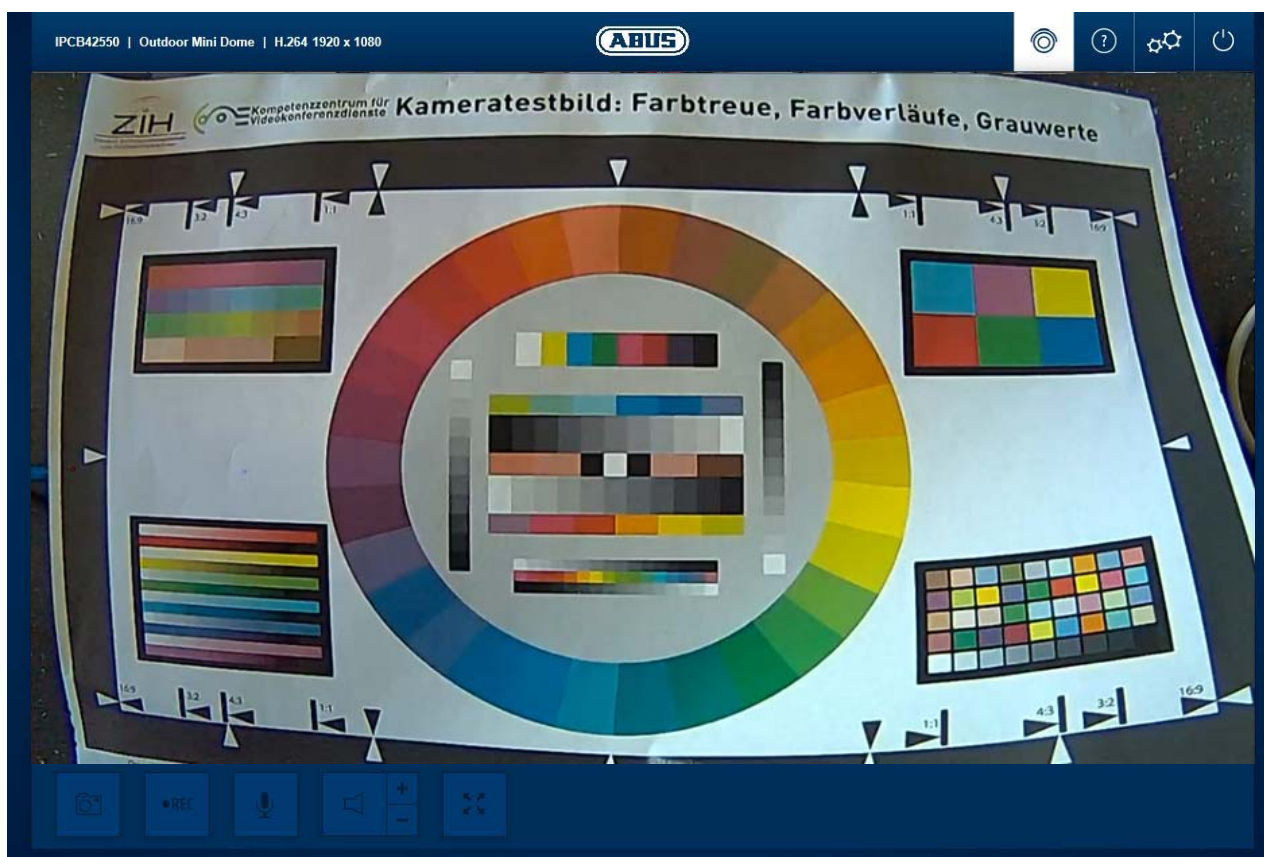 IPCB42550 | Outdoor Mini Dome | H.264 1920 x 1080
ABUS
?
ZIH
Kompetenzzentrum für
Videokonferenzdienste
Kameratestbild: Farbtreue, Farbverläufe, Grauwerte
16:9 3:2 4:3 1:1 1:1 4:3 3:2 16:9
16:9 3:2 4:3 1:1 1:1 4:3 3:2 16:9
REC
+
−